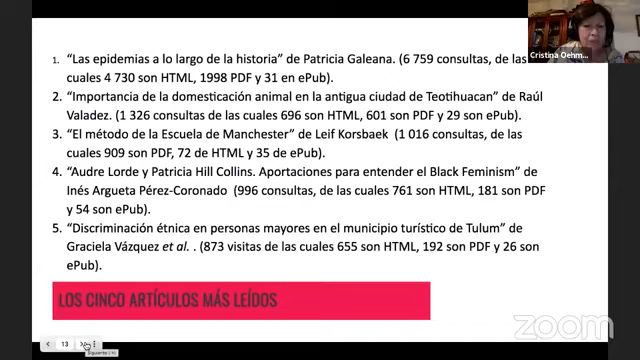 1. “Las epidemias a lo largo de la historia” de Patricia Galeana. (6 759 consultas, de las
cuales 4 730 son HTML, 1998 PDF y 31 en ePub).
2. “Importancia de la domesticación animal en la antigua ciudad de Teotihuacan” de Raúl
Valadez. (1 326 consultas de las cuales 696 son HTML, 601 son PDF y 29 son ePub).
3. “El método de la Escuela de Manchester” de Leif Korsbaek (1 016 consultas, de las
cuales 909 son PDF, 72 de HTML y 35 de ePub).
4. “Audre Lorde y Patricia Hill Collins. Aportaciones para entender el Black Feminism” de
Inés Argueta Pérez-Coronado (996 consultas, de las cuales 761 son HTML, 181 son PDF
y 54 son ePub).
5. “Discriminación étnica en personas mayores en el municipio turístico de Tulum” de
Graciela Vázquez et al. . (873 visitas de las cuales 655 son HTML, 192 son PDF y 26 son
ePub).
LOS CINCO ARTÍCULOS MÁS LEÍDOS
Cristina Oehm...
13
zoom